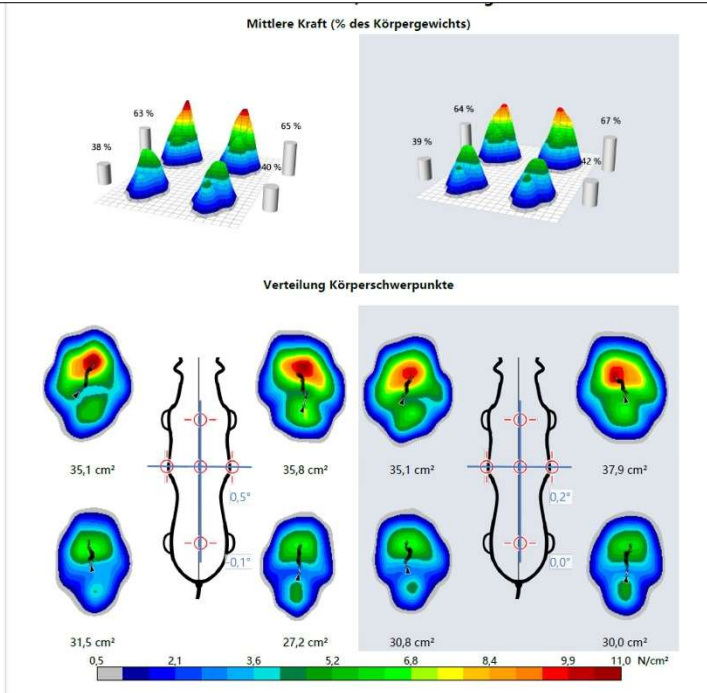 Mittlere Kraft (% des Körpergewichts)
63 %
65 %
38 %
40 %
64 %
67 %
39 %
42 %
Verteilung Körperschwerpunkte
35,1 cm²
35,8 cm²
35,1 cm²
37,9 cm²
0,5°
0,2°
-0,1°
0,0°
31,5 cm²
27,2 cm²
30,8 cm²
30,0 cm²
0,5 2,1 3,6 5,2 6,8 8,4 9,9 11,0 N/cm²